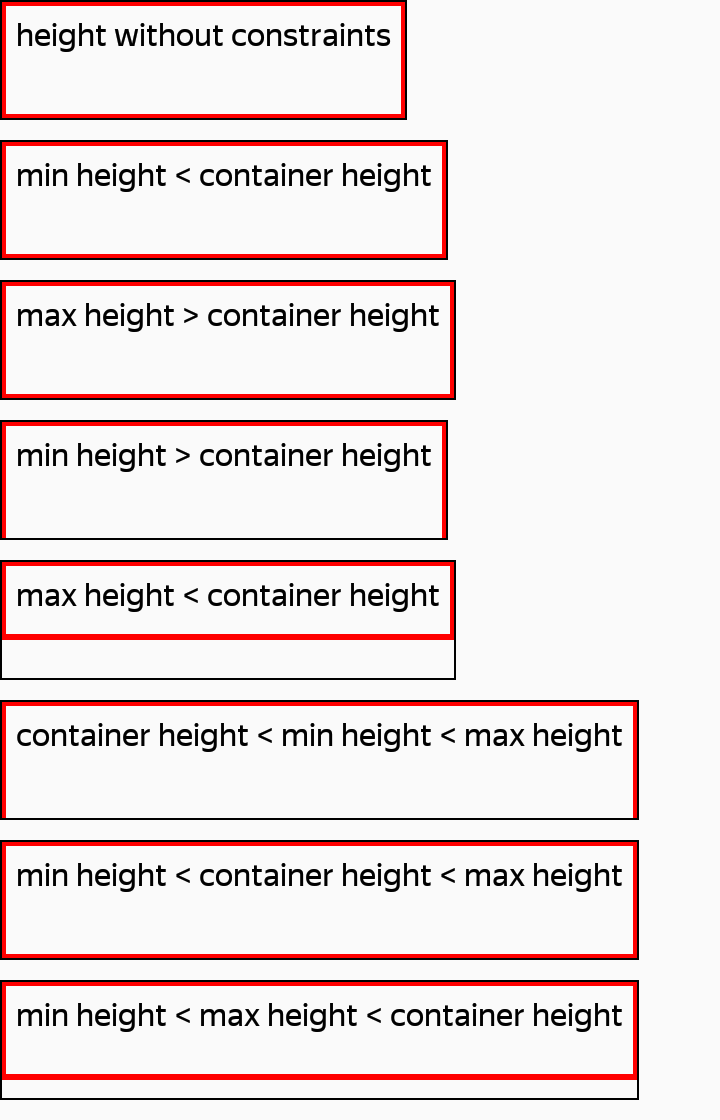 height without constraints
min height < container height
max height > container height
min height > container height
max height < container height
container height < min height < max height
min height < container height < max height
min height < max height < container height